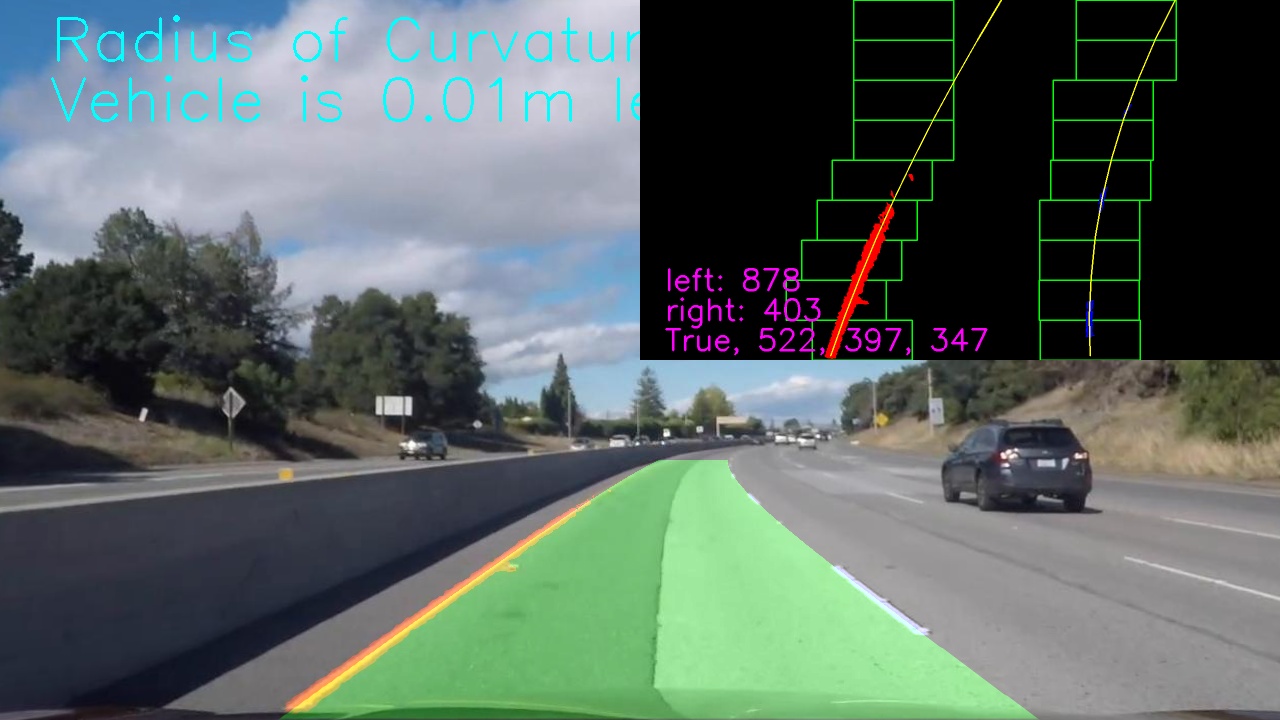 Radius of Curvatur
Vehicle is 0.01m le
left: 878
right: 403
True, 522, 397, 347